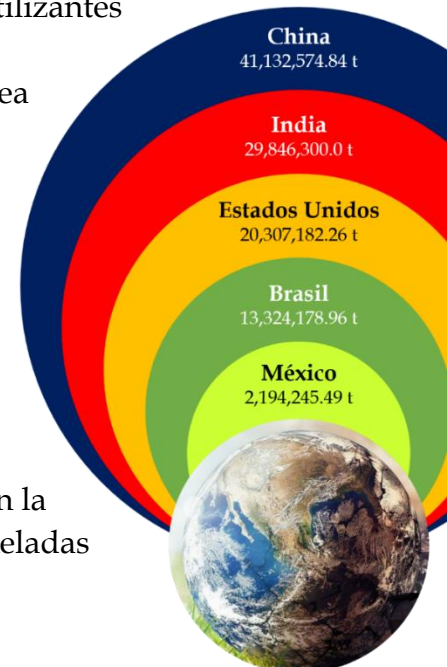 tilizantes
ea
China
41,132,574.84 t
India
29,846,300.0 t
Estados Unidos
20,307,182.26 t
Brasil
13,324,178.96 t
México
2,194,245.49 t
n la
eladas